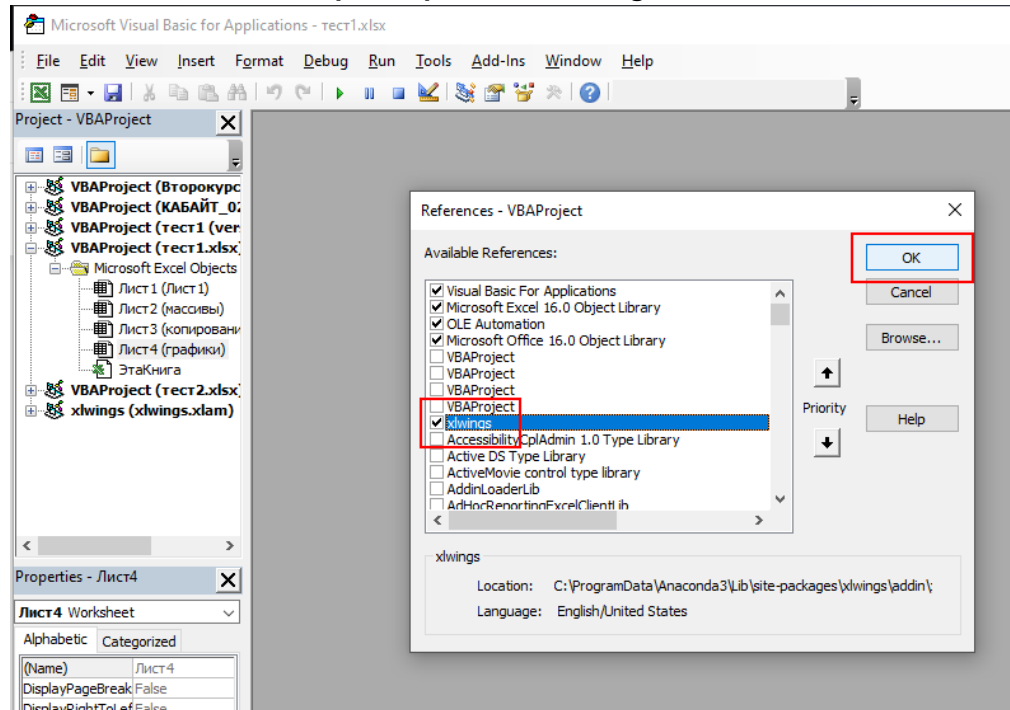 Microsoft Visual Basic for Applications - тест1.xlsx
File Edit View Insert Format Debug Run Tools Add-Ins Window Help
Project - VBAProject
VBAProject (Второкурс
VBAProject (КАБАЙТ_02
VBAProject (тест1 (ver
VBAProject (тест1.xlsx)
Microsoft Excel Objects
Лист1 (Лист1)
Лист2 (массивы)
Лист3 (копировани
Лист4 (графики)
ЭтаКнига
VBAProject (тест2.xlsx)
xlwings (xlwings.xlam)
Properties - Лист4
Лист4 Worksheet
Alphabetic Categorized
(Name) Лист4
DisplayPageBreak False
DisplayRightToLef False
References - VBAProject
Available References:
OK
Cancel
Browse...
Visual Basic For Applications
Microsoft Excel 16.0 Object Library
OLE Automation
Microsoft Office 16.0 Object Library
VBAProject
VBAProject
VBAProject
VBAProject
xlwings
AccessibilityCplAdmin 1.0 Type Library
Active DS Type Library
ActiveMovie control type library
AddinLoaderLib
AdHocReportingExcelClientLib
Priority
Help
xlwings
Location: C:\ProgramData\Anaconda3\Lib\site-packages\xlwings\addin\;
Language: English/United States